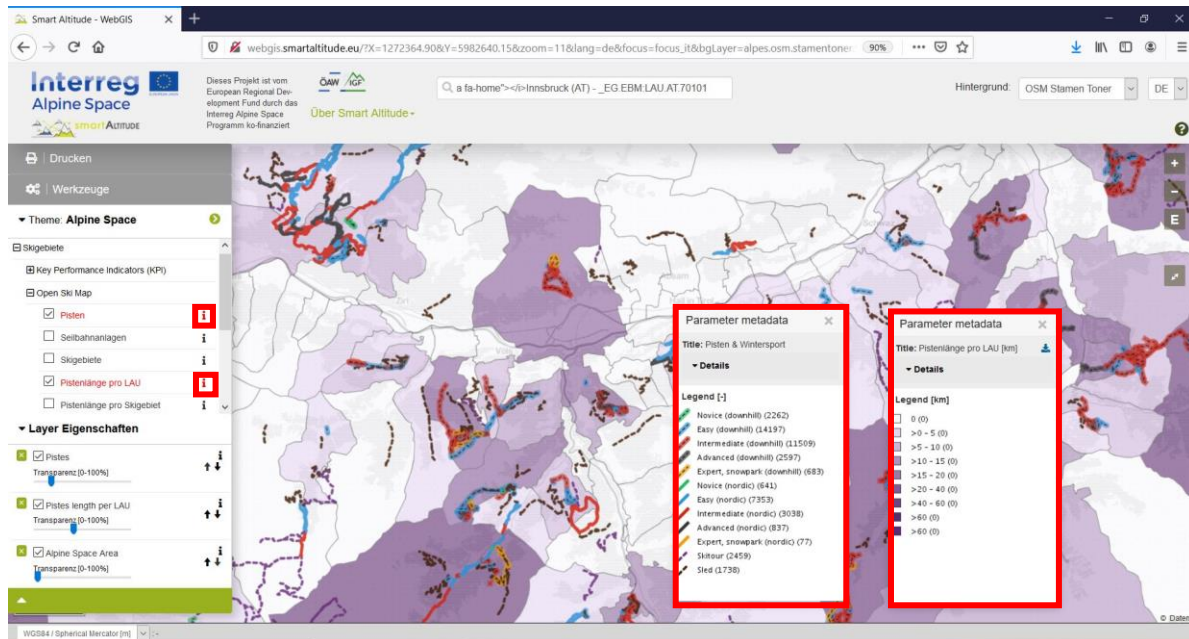 Smart Altitude - WebGIS
webgis.smartaltitude.eu/?X=1272364.90&Y=5982640.15&zoom=11&lang=de&focus=focus_it&bgLayer=alpes.osm.stamentoner
90%
Interreg
Alpine Space
smartAltitude
Dieses Projekt ist vom
European Regional Dev-
elopment Fund durch das
Interreg Alpine Space
Programm ko-finanziert
ÖAW IGF
Über Smart Altitude
a fa-home"></i>Innsbruck (AT) - _EG.EBM:LAU.AT.70101
Hintergrund:
OSM Stamen Toner
DE
Drucken
Werkzeuge
Theme: Alpine Space
Skigebiete
Key Performance Indicators (KPI)
Open Ski Map
Pisten
Seilbahnanlagen
Skigebiete
Pistenlänge pro LAU
Pistenlänge pro Skigebiet
Layer Eigenschaften
Pistes
Transparenz [0-100%]
Pistes length per LAU
Transparenz [0-100%]
Alpine Space Area
Transparenz [0-100%]
E
Parameter metadata
Title: Pisten & Wintersport
Details
Legend [-]
Novice (downhill) (2262)
Easy (downhill) (14197)
Intermediate (downhill) (11509)
Advanced (downhill) (2597)
Expert, snowpark (downhill) (683)
Novice (nordic) (641)
Easy (nordic) (7353)
Intermediate (nordic) (3038)
Advanced (nordic) (837)
Expert, snowpark (nordic) (77)
Skitour (2459)
Sled (1738)
Parameter metadata
Title: Pistenlänge pro LAU [km]
Details
Legend [km]
0 (0)
>0 - 5 (0)
>5 - 10 (0)
>10 - 15 (0)
>15 - 20 (0)
>20 - 40 (0)
>40 - 60 (0)
>60 (0)
>60 (0)
© Daten
WGS84 / Spherical Mercator [m]